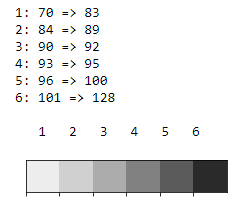 1: 70 => 83
2: 84 => 89
3: 90 => 92
4: 93 => 95
5: 96 => 100
6: 101 => 128
1 2 3 4 5 6